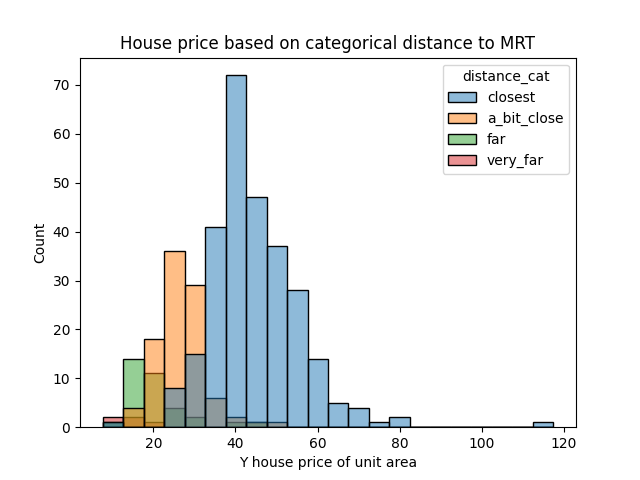 House price based on categorical distance to MRT
distance_cat
closest
a_bit_close
far
very_far
Count
70
60
50
40
30
20
10
0
20
40
60
80
100
120
Y house price of unit area